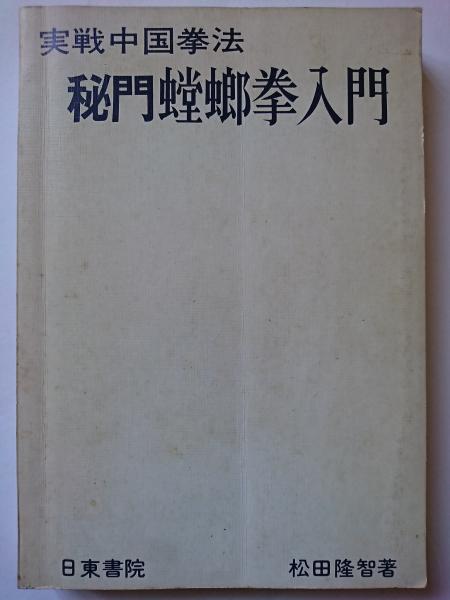 実戦中国拳法
秘門螳螂拳入門
日東書院
松田隆智著